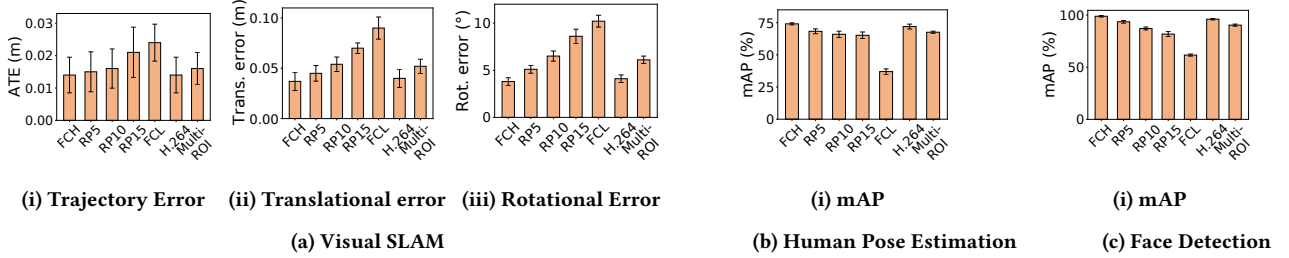 ATE (m)
0.03
0.02
0.01
0.00
FCH
RP5
RP10
RP15
FCL
H.264
Multi-
ROI
Trans. error (m)
0.10
0.05
0.00
FCH
RP5
RP10
RP15
FCL
H.264
Multi-
ROI
Rot. error (°)
10
5
0
FCH
RP5
RP10
RP15
FCL
H.264
Multi-
ROI
mAP (%)
75
50
25
0
FCH
RP5
RP10
RP15
FCL
H.264
Multi-
ROI
mAP (%)
100
50
0
FCH
RP5
RP10
RP15
FCL
H.264
Multi-
ROI
(i) Trajectory Error
(ii) Translational error
(iii) Rotational Error
(i) mAP
(i) mAP
(a) Visual SLAM
(b) Human Pose Estimation
(c) Face Detection